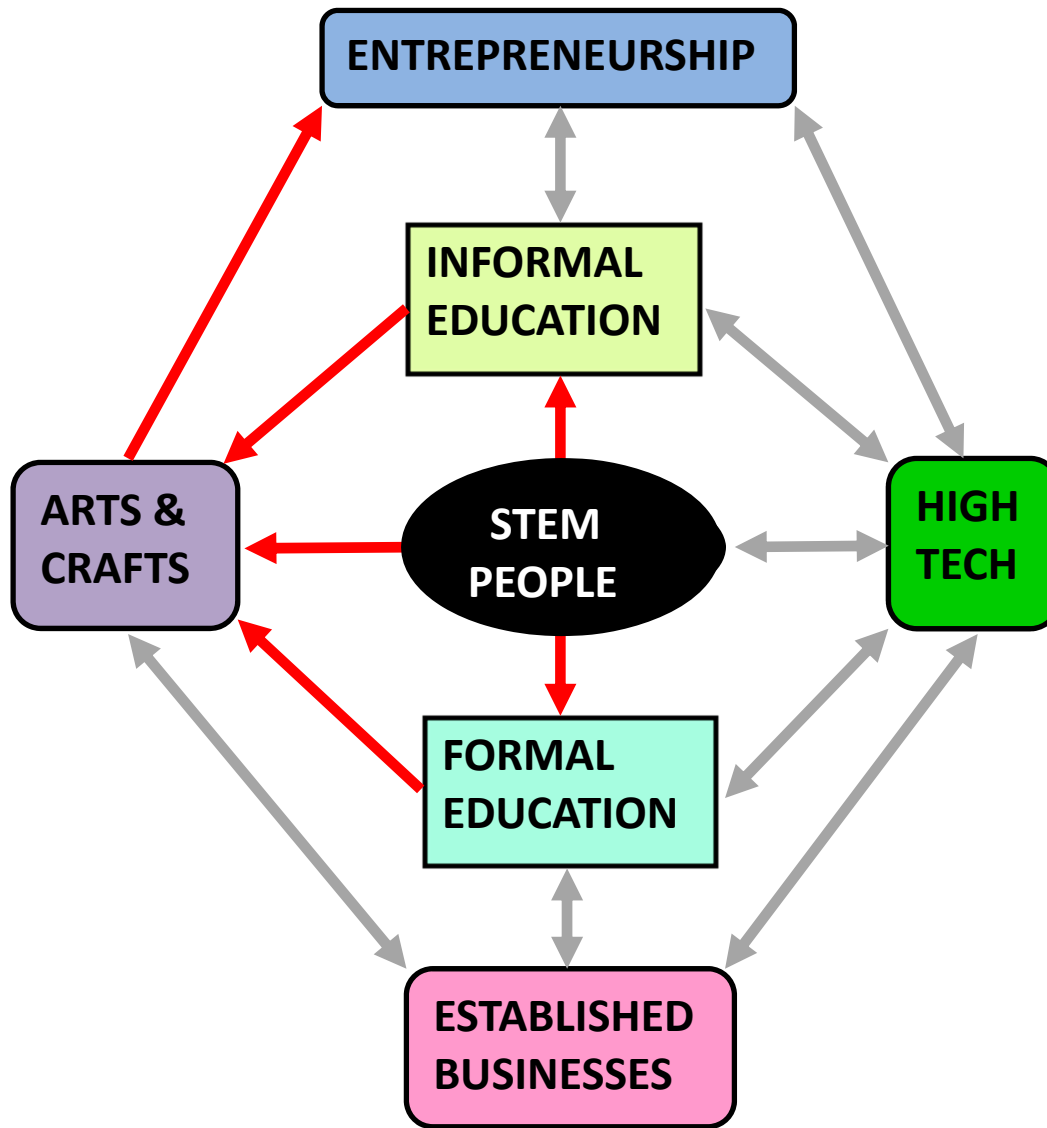 ENTREPRENEURSHIP
INFORMAL
EDUCATION
ARTS &
CRAFTS
STEM
PEOPLE
HIGH
TECH
FORMAL
EDUCATION
ESTABLISHED
BUSINESSES